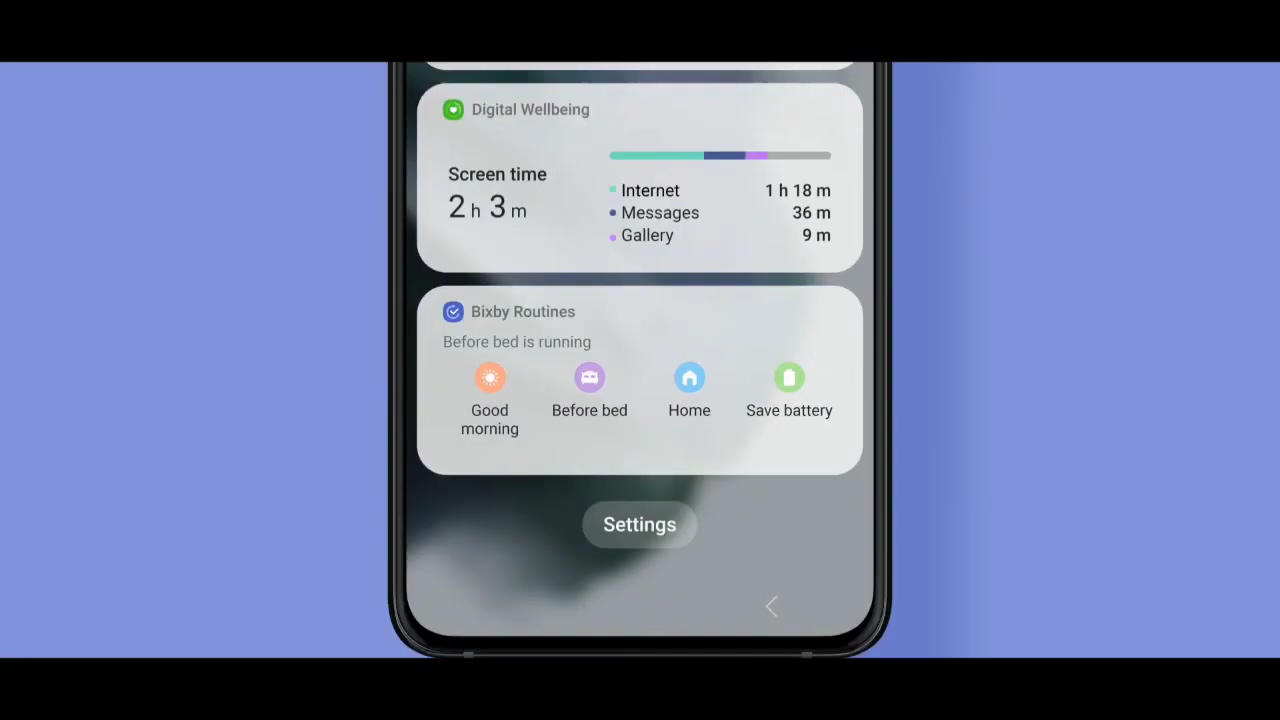 Digital Wellbeing
Screen time
2 h 3 m
Internet 1 h 18 m
Messages 36 m
Gallery 9 m
Bixby Routines
Before bed is running
Good morning
Before bed
Home
Save battery
Settings